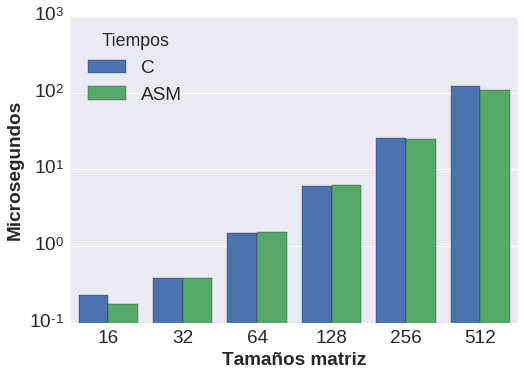 10³
10²
10¹
10⁰
10⁻¹
Microsegundos
Tiempos
C
ASM
16 32 64 128 256 512
Tamaños matriz